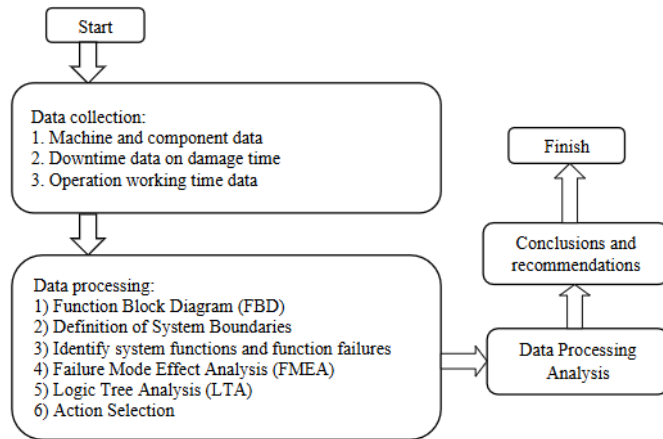 Start
Data collection:
1. Machine and component data
2. Downtime data on damage time
3. Operation working time data
Data processing:
1) Function Block Diagram (FBD)
2) Definition of System Boundaries
3) Identify system functions and function failures
4) Failure Mode Effect Analysis (FMEA)
5) Logic Tree Analysis (LTA)
6) Action Selection
Data Processing
Analysis
Conclusions and
recommendations
Finish